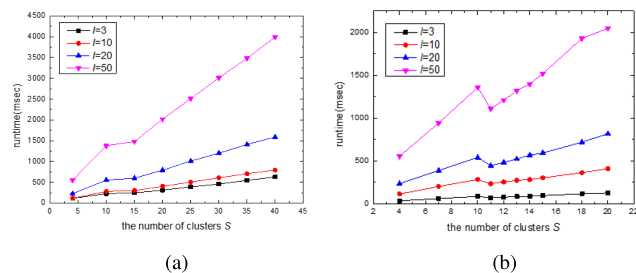 4500
4000
3500
3000
2500
2000
1500
1000
500
0
runtime(msec)
l=3
l=10
l=20
l=50
0 5 10 15 20 25 30 35 40 45
the number of clusters S
(a)
2000
1500
1000
500
0
runtime(msec)
l=3
l=10
l=20
l=50
2 4 6 8 10 12 14 16 18 20 22
the number of clusters S
(b)